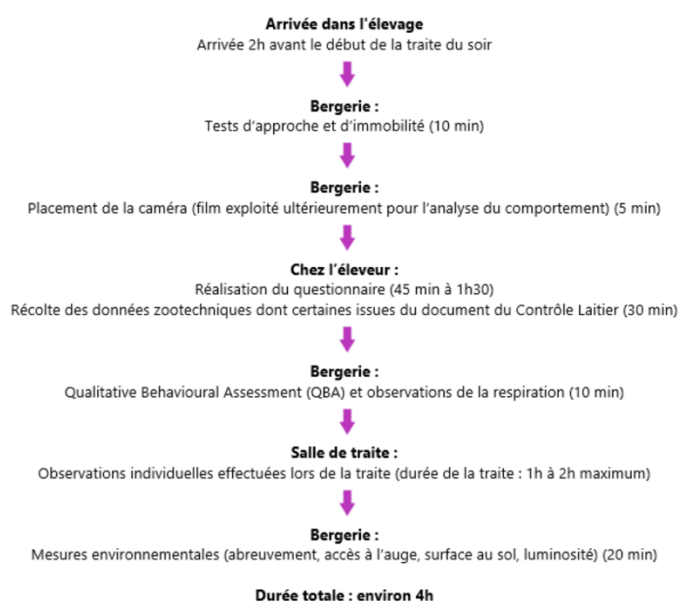 Arrivée dans l'élevage
Arrivée 2h avant le début de la traite du soir
Bergerie :
Tests d'approche et d'immobilité (10 min)
Bergerie :
Placement de la caméra (film exploité ultérieurement pour l'analyse du comportement) (5 min)
Chez l'éleveur :
Réalisation du questionnaire (45 min à 1h30)
Récolte des données zootechniques dont certaines issues du document du Contrôle Laitier (30 min)
Bergerie :
Qualitative Behavioural Assessment (QBA) et observations de la respiration (10 min)
Salle de traite :
Observations individuelles effectuées lors de la traite (durée de la traite : 1h à 2h maximum)
Bergerie :
Mesures environnementales (abreuvement, accès à l'auge, surface au sol, luminosité) (20 min)
Durée totale : environ 4h